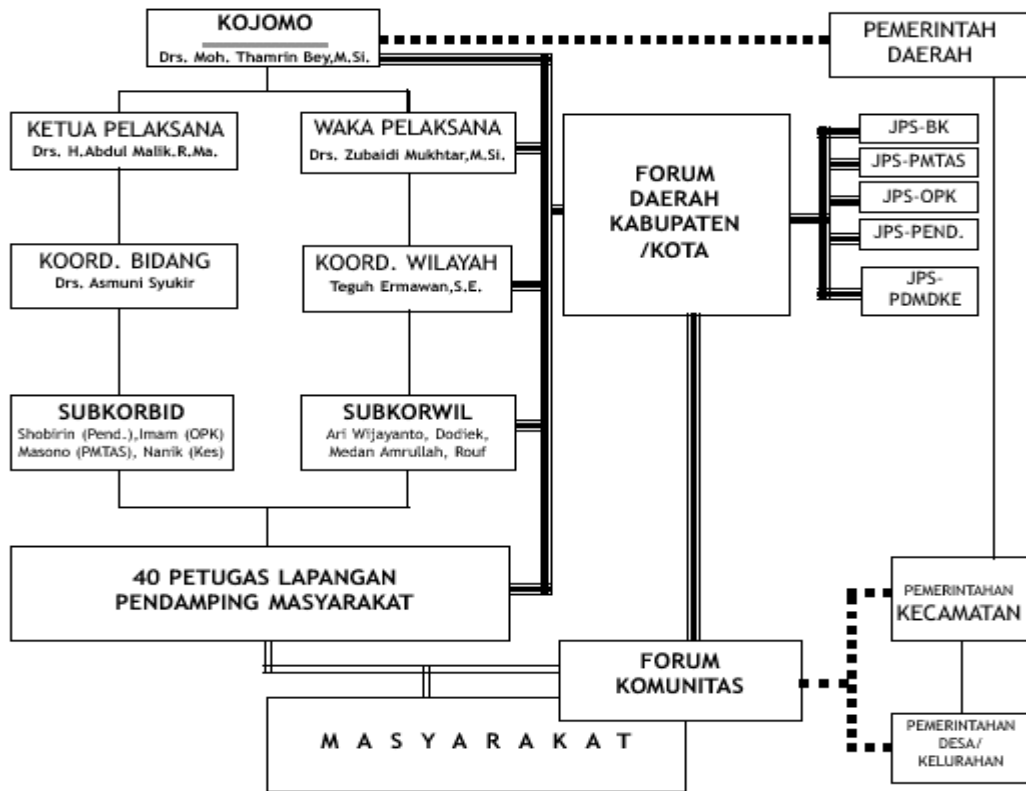 KOJOMO
Drs. Moh. Thamrin Bey,M.Si.
PEMERINTAH
DAERAH
KETUA PELAKSANA
Drs. H.Abdul Malik.R.Ma.
WAKA PELAKSANA
Drs. Zubaidi Mukhtar,M.Si.
FORUM
DAERAH
KABUPATEN
/KOTA
JPS-BK
JPS-PMTAS
JPS-OPK
JPS-PEND.
JPS-
PDMDKE
KOORD. BIDANG
Drs. Asmuni Syukir
KOORD. WILAYAH
Teguh Ermawan,S.E.
SUBKORBID
Shobirin (Pend.),Imam (OPK)
Masono (PMTAS), Nanik (Kes)
SUBKORWIL
Ari Wijayanto, Dodiek,
Medan Amrullah, Rouf
40 PETUGAS LAPANGAN
PENDAMPING MASYARAKAT
PEMERINTAHAN
KECAMATAN
FORUM
KOMUNITAS
M A S Y A R A K A T
PEMERINTAHAN
DESA/
KELURAHAN